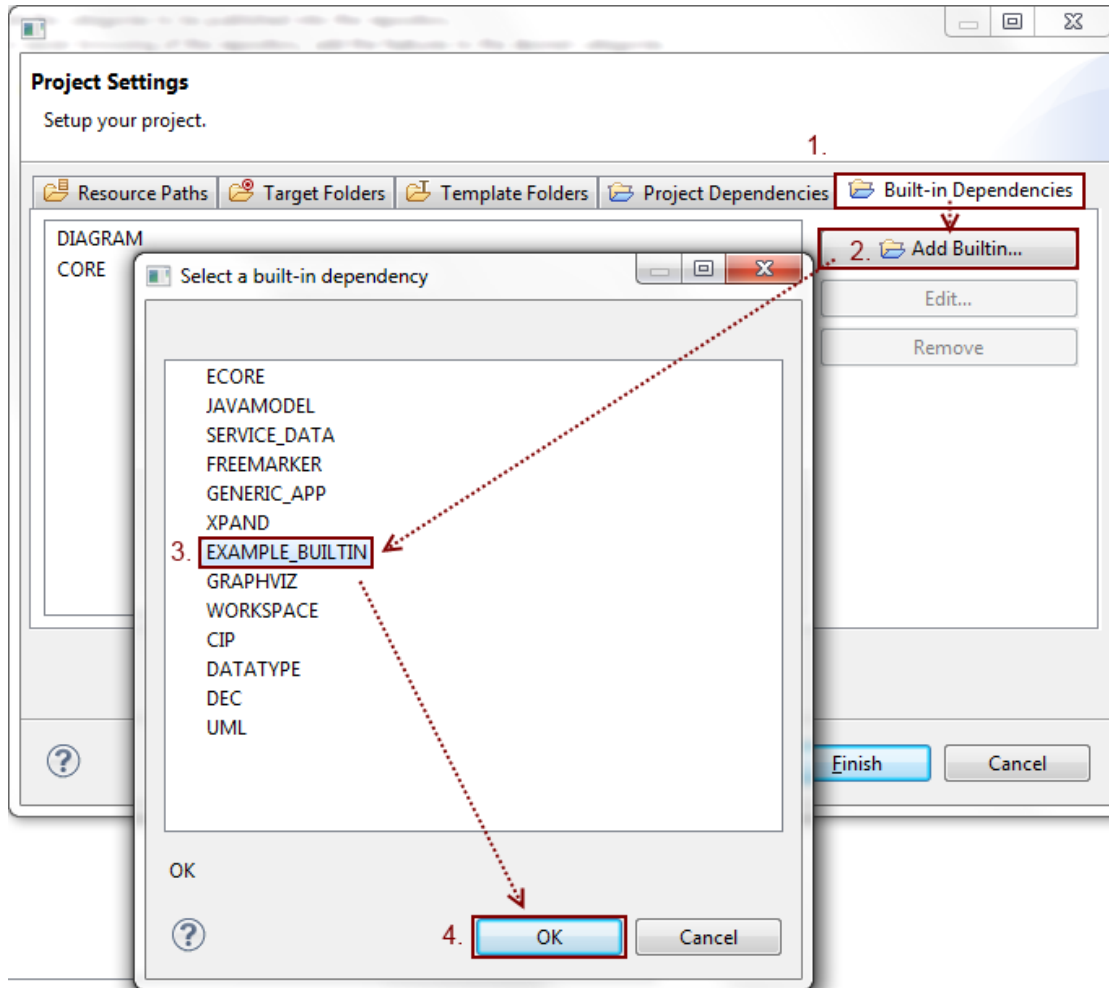 Project Settings
Setup your project.
1.
Resource Paths Target Folders Template Folders Project Dependencies Built-in Dependencies
DIAGRAM
CORE
2. Add Builtin...
Edit...
Remove
Select a built-in dependency
ECORE
JAVAMODEL
SERVICE_DATA
FREEMARKER
GENERIC_APP
XPAND
3. EXAMPLE_BUILTIN
GRAPHVIZ
WORKSPACE
CIP
DATATYPE
DEC
UML
OK
4. OK Cancel
Finish Cancel